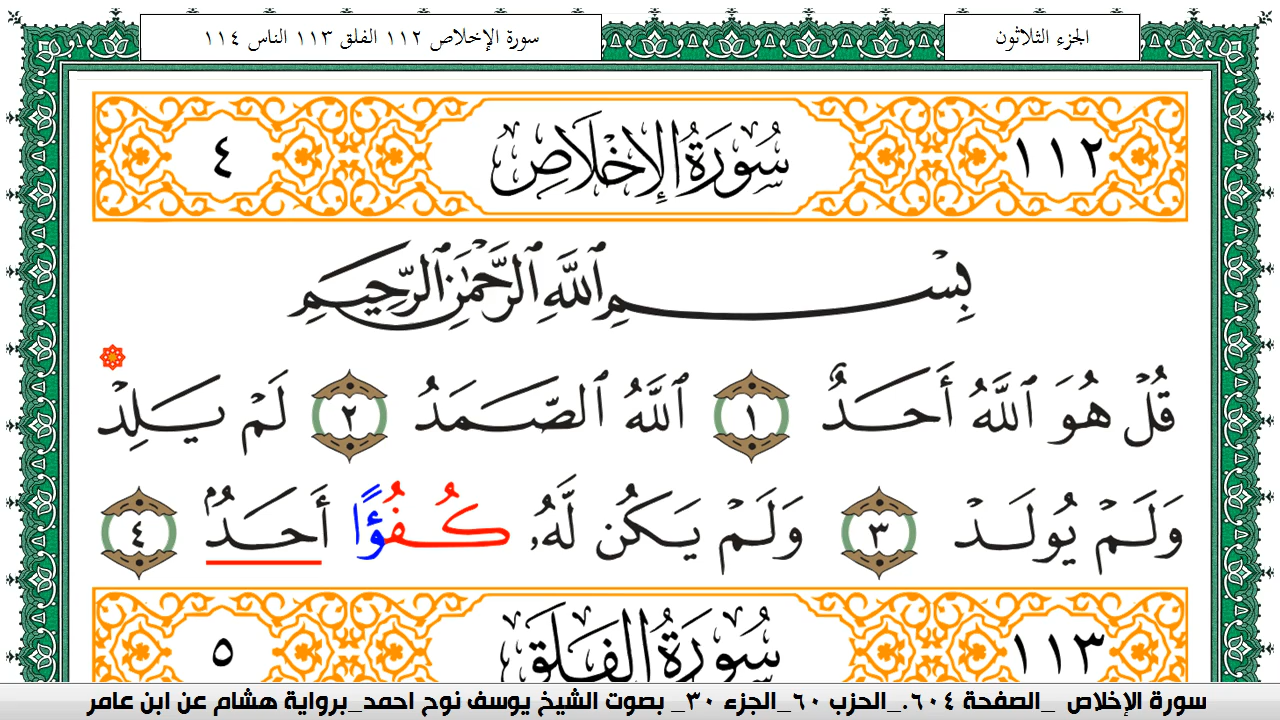 الجزء الثلاثون
سورة الإخلاص ١١٢ الفلق ١١٣ الناس ١١٤
١١٢ سُورَةُ الإِخْلَاصِ ٤
بِسْمِ ٱللَّهِ ٱلرَّحْمَٰنِ ٱلرَّحِيمِ
قُلْ هُوَ ٱللَّهُ أَحَدٌ ١ ٱللَّهُ ٱلصَّمَدُ ٢ لَمْ يَلِدْ
وَلَمْ يُولَدْ ٣ وَلَمْ يَكُن لَّهُۥ كُفُؤًا أَحَدُۢ ٤
١١٣ سُورَةُ الفَلَقِ ٥
سورة الإخلاص _الصفحة ٦٠٤._الحزب ٦٠_الجزء ٣٠_ بصوت الشيخ يوسف نوح احمد_برواية هشام عن ابن عامر